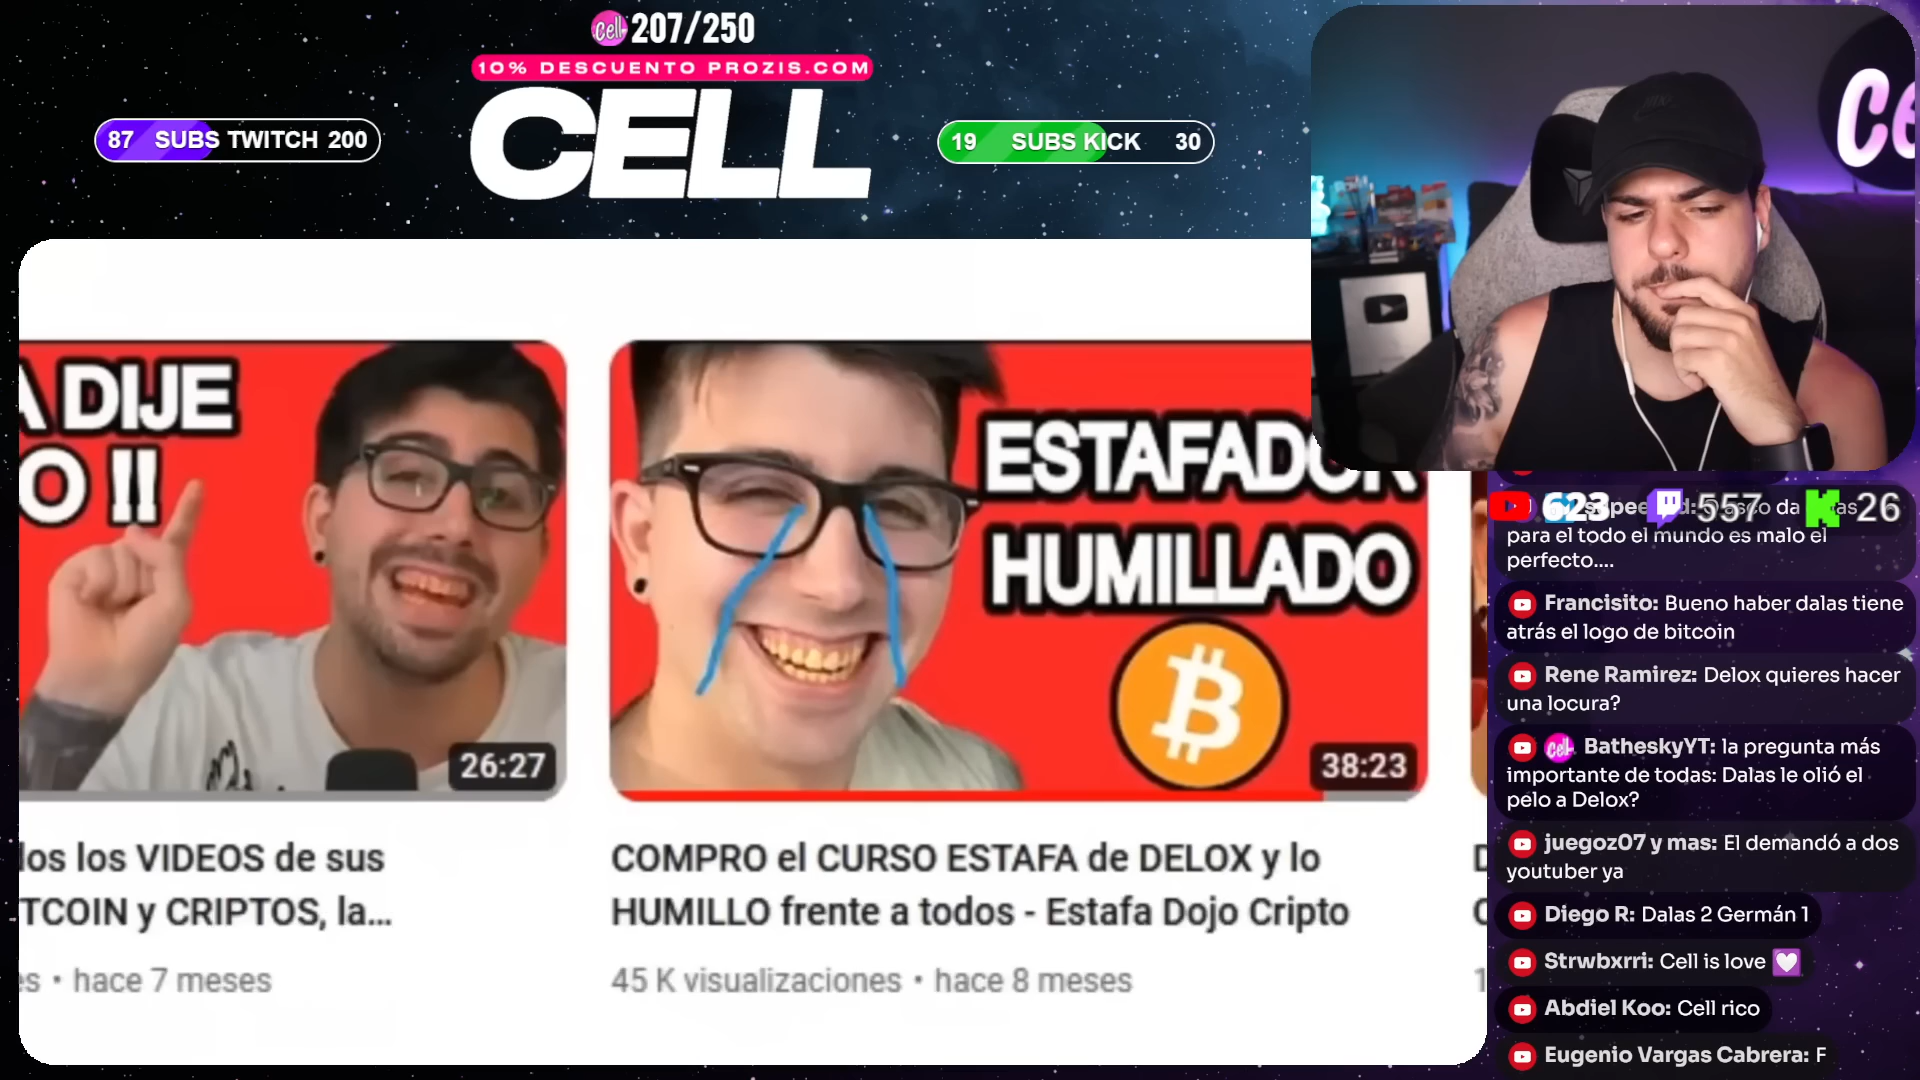 cell 207/250
10% DESCUENTO PROZIS.COM
CELL
87 SUBS TWITCH 200
19 SUBS KICK 30
Ce
A DIJE
O !!
26:27
ESTAFADOR
HUMILLADO
38:23
los los VIDEOS de sus
TCOIN y CRIPTOS, la...
es • hace 7 meses
COMPRO el CURSO ESTAFA de DELOX y lo
HUMILLO frente a todos - Estafa Dojo Cripto
45 K visualizaciones • hace 8 meses
623 557 26
para el todo el mundo es malo el
perfecto....
Francisito: Bueno haber dalas tiene
atrás el logo de bitcoin
Rene Ramirez: Delox quieres hacer
una locura?
cell BatheskyYT: la pregunta más
importante de todas: Dalas le olió el
pelo a Delox?
juegoz07 y mas: El demandó a dos
youtuber ya
Diego R: Dalas 2 Germán 1
Strwbxrri: Cell is love
Abdiel Koo: Cell rico
Eugenio Vargas Cabrera: F